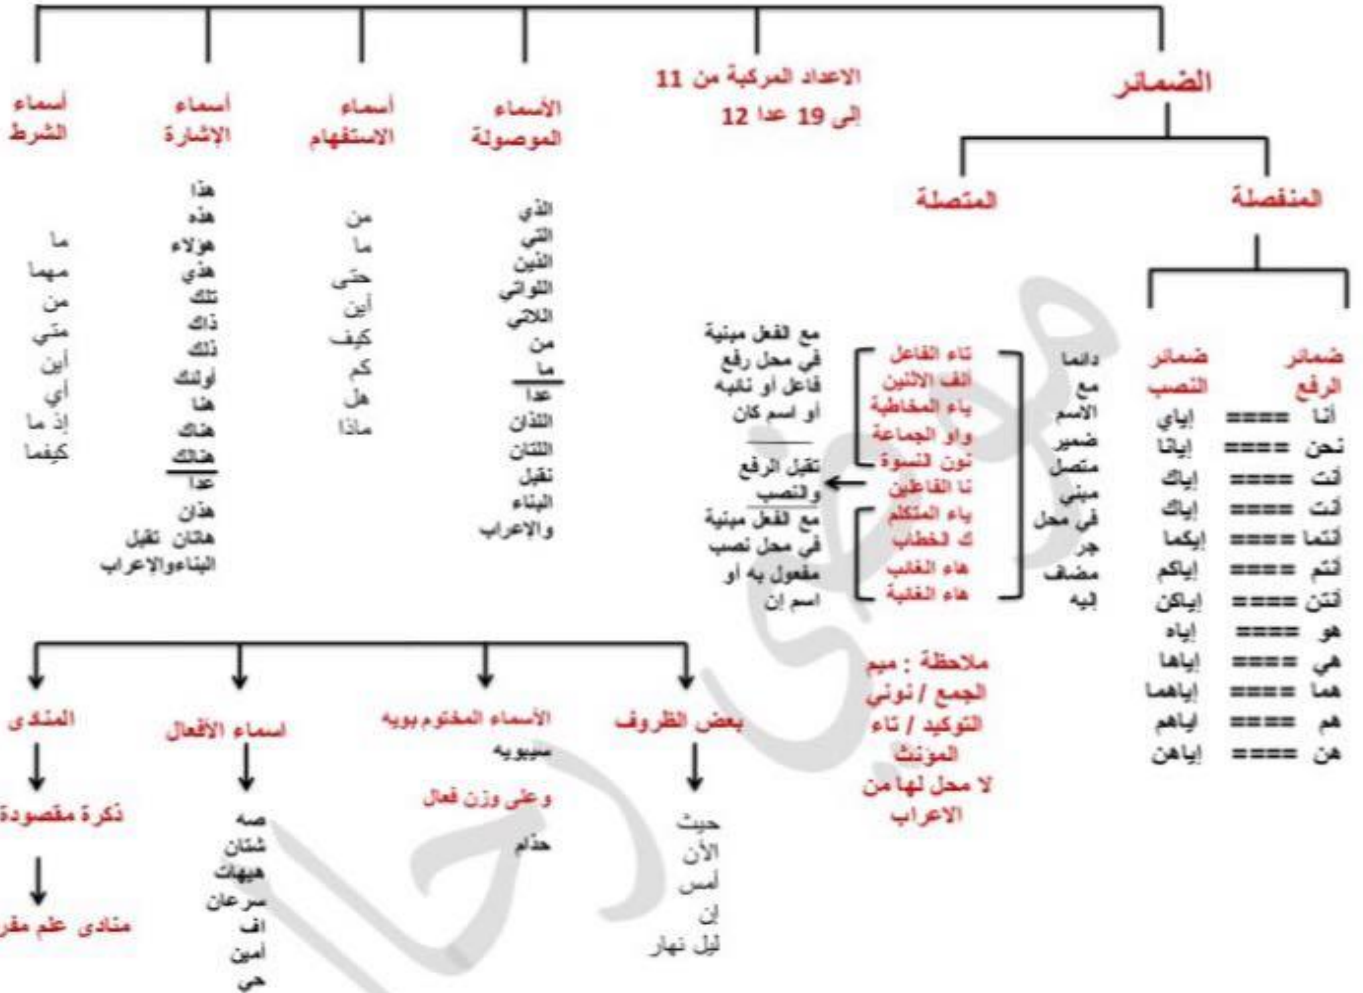 الضمائر
المنفصلة
ضمائر الرفع
ضمائر النصب
أنا ==== إياي
نحن ==== إيانا
أنت ==== إياك
أنت ==== إياك
أنتما ==== إيكما
أنتم ==== إياكم
أنتن ==== إياكن
هو ==== إياه
هي ==== إياها
هما ==== إياهما
هم ==== اياهم
هن ==== إياهن
المتصلة
دائما
مع
الاسم
ضمير
متصل
مبني
في محل
جر
مضاف
إليه
تاء الفاعل
ألف الاثنين
ياء المخاطبة
واو الجماعة
نون النسوة
نا الفاعلين
ياء المتكلم
ك الخطاب
هاء الغائب
هاء الغائبة
مع الفعل مبنية
في محل رفع
فاعل أو نائبه
أو اسم كان
تقبل الرفع
والنصب
مع الفعل مبنية
في محل نصب
مفعول به أو
اسم إن
ملاحظة : ميم
الجمع / نوني
التوكيد / تاء
المؤنث
لا محل لها من
الاعراب
الاعداد المركبة من 11
إلى 19 عدا 12
الأسماء
الموصولة
الذي
التي
الذين
اللواتي
اللاتي
من
ما
عدا
اللذان
اللتان
تقبل
البناء
والإعراب
أسماء
الاستفهام
من
ما
حتى
أين
كيف
كم
هل
ماذا
أسماء
الإشارة
هذا
هذه
هؤلاء
هذي
تلك
ذاك
ذلك
أولئك
هنا
هناك
هنالك
عدا
هذان
هاتان تقبل
البناءوالإعراب
أسماء
الشرط
ما
مهما
من
متي
أين
أي
إذ ما
كيفما
بعض الظروف
حيث
الأن
أمس
إن
ليل نهار
الأسماء المختوم بويه
سيبويه
وعلى وزن فعال
حذام
اسماء الأفعال
صه
شتان
هيهات
سرعان
اف
أمين
حي
المنادى
نكرة مقصودة
منادى علم مفر